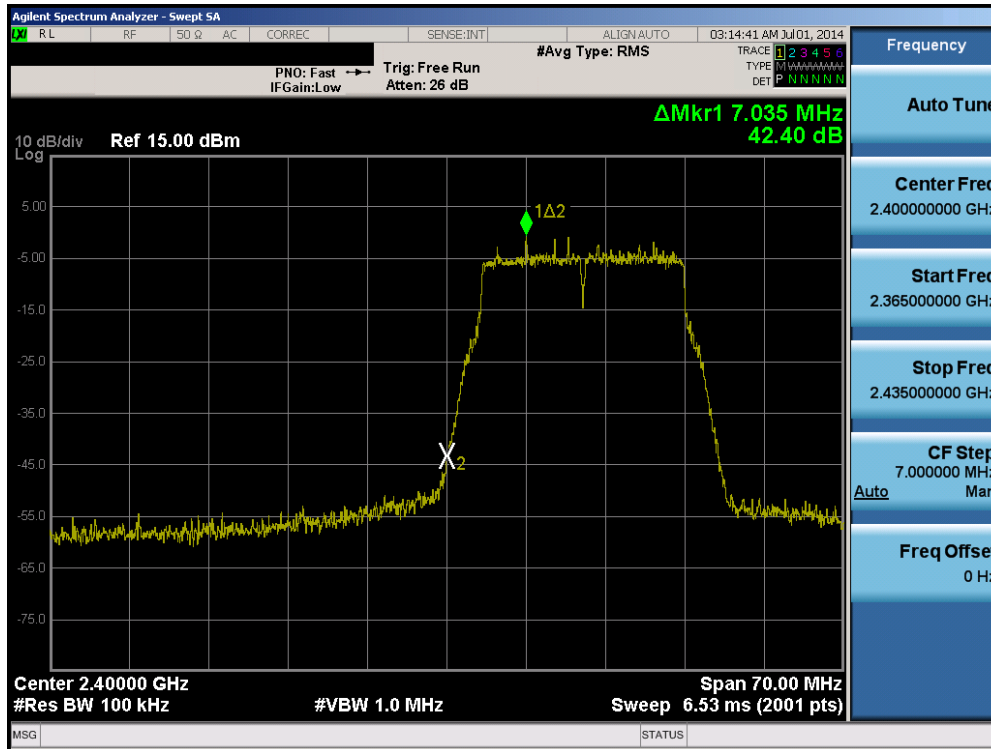 Agilent Spectrum Analyzer - Swept SA
LXI RL RF 50 Ω AC CORREC SENSE:INT ALIGN AUTO 03:14:41 AM Jul 01, 2014
#Avg Type: RMS TRACE 1 2 3 4 5 6
PNO: Fast Trig: Free Run TYPE MWWWWW
IFGain:Low Atten: 26 dB DET P N N N N N
ΔMkr1 7.035 MHz
42.40 dB
10 dB/div Ref 15.00 dBm
Log
5.00
-5.00
-15.0
-25.0
-35.0
-45.0
-55.0
-65.0
-75.0
1Δ2
X2
Center 2.40000 GHz Span 70.00 MHz
#Res BW 100 kHz #VBW 1.0 MHz Sweep 6.53 ms (2001 pts)
MSG STATUS
Frequency
Auto Tune
Center Freq
2.400000000 GHz
Start Freq
2.365000000 GHz
Stop Freq
2.435000000 GHz
CF Step
7.000000 MHz
Auto Man
Freq Offset
0 Hz